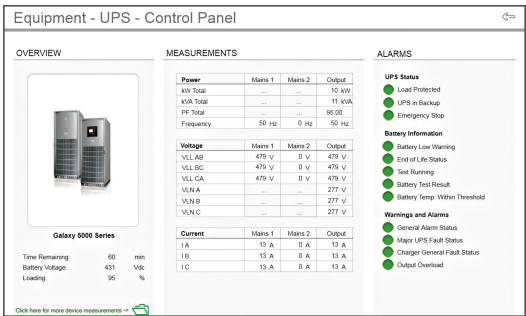 Equipment - UPS - Control Panel
OVERVIEW
Galaxy 5000 Series
Time Remaining: 60 min
Battery Voltage: 431 Vdc
Loading: 95 %
Click here for more device measurements ->
MEASUREMENTS
Power Mains 1 Mains 2 Output
kW Total ... ... 10 kW
kVA Total ... ... 11 kVA
PF Total ... ... 95.00
Frequency 50 Hz 0 Hz 50 Hz
Voltage Mains 1 Mains 2 Output
VLL AB 479 V 0 V 479 V
VLL BC 479 V 0 V 479 V
VLL CA 479 V 0 V 479 V
VLN A ... ... 277 V
VLN B ... ... 277 V
VLN C ... ... 277 V
Current Mains 1 Mains 2 Output
I A 13 A 0 A 13 A
I B 13 A 0 A 13 A
I C 13 A 0 A 13 A
ALARMS
UPS Status
Load Protected
UPS in Backup
Emergency Stop
Battery Information
Battery Low Warning
End of Life Status
Test Running
Battery Test Result
Battery Temp. Within Threshold
Warnings and Alarms
General Alarm Status
Major UPS Fault Status
Charger General Fault Status
Output Overload